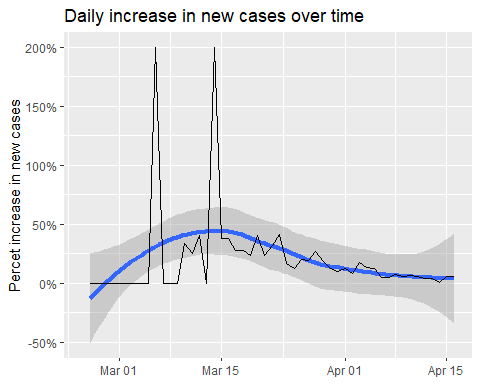 Daily increase in new cases over time
Percet increase in new cases
200%
150%
100%
50%
0%
-50%
Mar 01
Mar 15
Apr 01
Apr 15